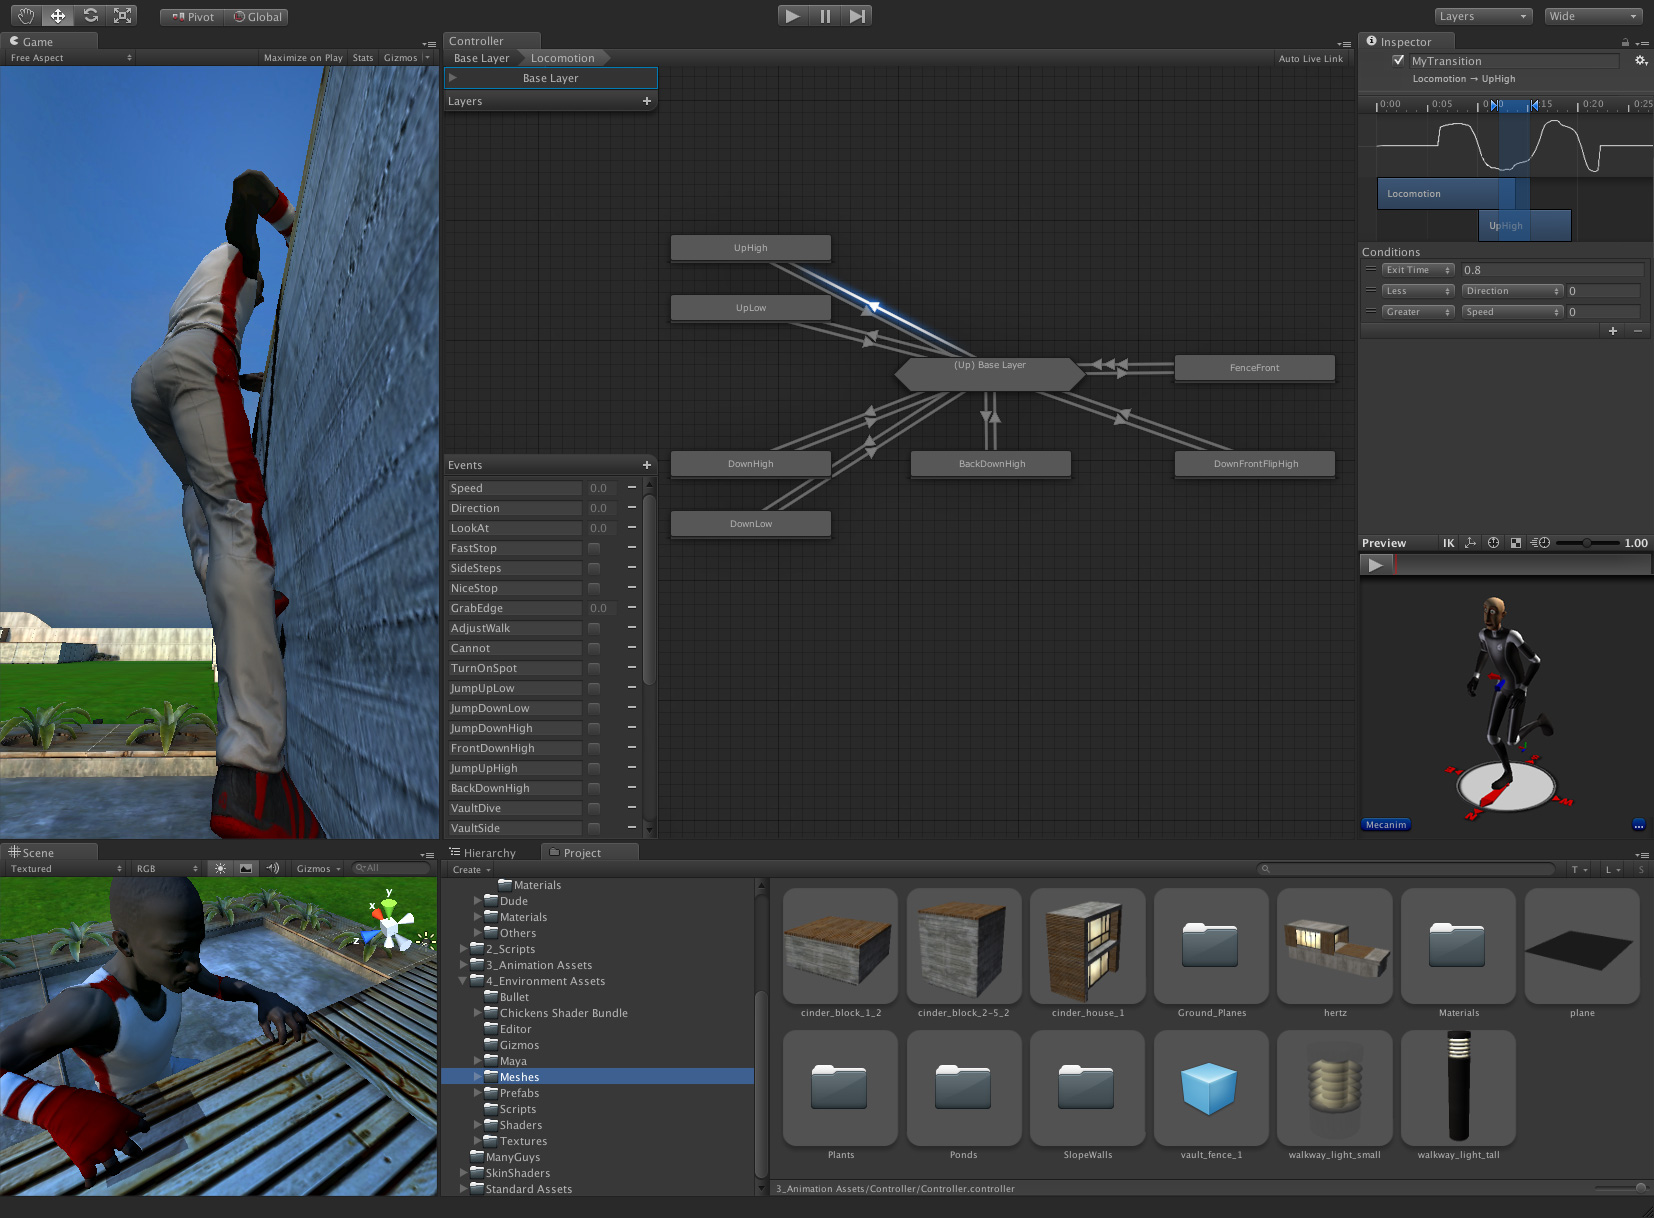 Pivot Global
Layers Wide
Game
Free Aspect Maximize on Play Stats Gizmos
Controller
Base Layer Locomotion Auto Live Link
Base Layer
Layers +
UpHigh
UpLow
(Up) Base Layer
FenceFront
DownHigh
BackDownHigh
DownFrontFlipHigh
DownLow
Events +
Speed 0.0
Direction 0.0
LookAt 0.0
FastStop
SideSteps
NiceStop
GrabEdge 0.0
AdjustWalk
Cannot
TurnOnSpot
JumpUpLow
JumpDownLow
JumpDownHigh
FrontDownHigh
JumpUpHigh
BackDownHigh
VaultDive
VaultSide
Inspector
MyTransition
Locomotion → UpHigh
0:00 0:05 :15 0:20 0:25
Locomotion
UpHigh
Conditions
Exit Time 0.8
Less Direction 0
Greater Speed 0
+ −
Preview IK 1.00
Mecanim ...
Scene
Textured RGB Gizmos All
y
x
z
Hierarchy Project
Create
T L S
Materials
Dude
Materials
Others
2_Scripts
3_Animation Assets
4_Environment Assets
Bullet
Chickens Shader Bundle
Editor
Gizmos
Maya
Meshes
Prefabs
Scripts
Shaders
Textures
ManyGuys
SkinShaders
Standard Assets
cinder_block_1_2 cinder_block_2-5_2 cinder_house_1 Ground_Planes hertz Materials plane
Plants Ponds SlopeWalls vault_fence_1 walkway_light_small walkway_light_tall
3_Animation Assets/Controller/Controller.controller